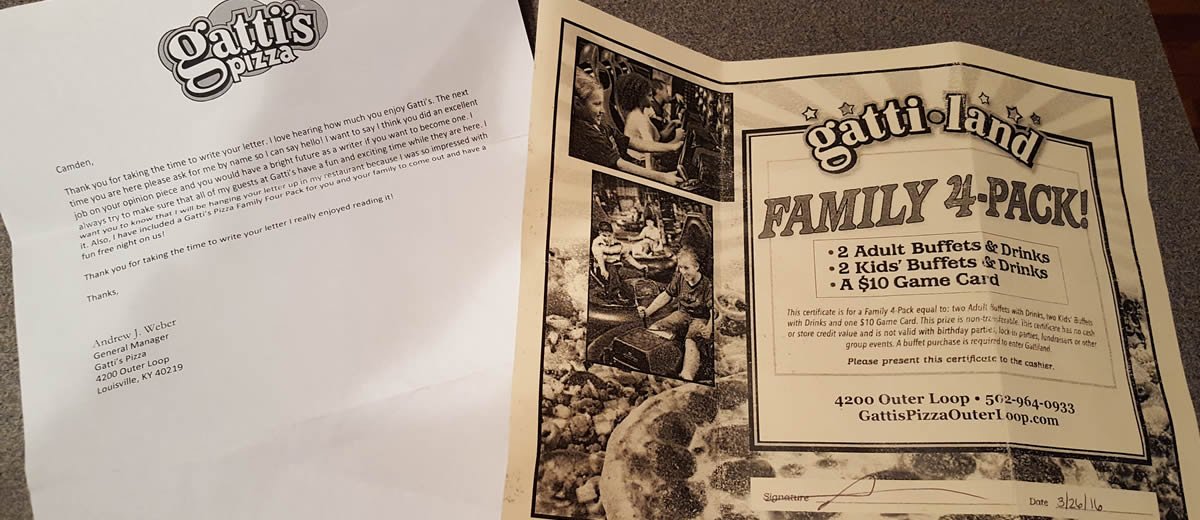 gatti's
pizza
Camden,
Thank you for taking the time to write your letter. I love hearing how much you enjoy Gatti's. The next
time you are here please ask for me by name so I can say hello! I want to say I think you did an excellent
job on your opinion piece and you would have a bright future as a writer if you want to become one. I
always try to make sure that all of my guests at Gatti's have a fun and exciting time while they are here. I
want you to know that I will be hanging your letter up in my restaurant because I was so impressed with
it. Also, I have included a Gatti's Pizza Family Four Pack for you and your family to come out and have a
fun free night on us!
Thank you for taking the time to write your letter I really enjoyed reading it!
Thanks,
Andrew J. Weber
General Manager
Gatti's Pizza
4200 Outer Loop
Louisville, KY 40219
gatti•land
FAMILY 4-PACK!
• 2 Adult Buffets & Drinks
• 2 Kids' Buffets & Drinks
• A $10 Game Card
This certificate is for a Family 4-Pack equal to: two Adult Buffets with Drinks, two Kids' Buffets
with Drinks and one $10 Game Card. This prize is non-transferable. This certificate has no cash
or store credit value and is not valid with birthday parties, lock-in parties, fundraisers or other
group events. A buffet purchase is required to enter Gattiland.
Please present this certificate to the cashier.
4200 Outer Loop • 502-964-0933
GattisPizzaOuterLoop.com
Signature
Date 3/26/16